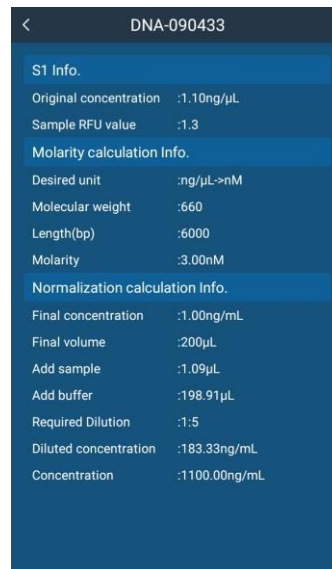 DNA-090433
S1 Info.
Original concentration :1.10ng/µL
Sample RFU value :1.3
Molarity calculation Info.
Desired unit :ng/µL->nM
Molecular weight :660
Length(bp) :6000
Molarity :3.00nM
Normalization calculation Info.
Final concentration :1.00ng/mL
Final volume :200µL
Add sample :1.09µL
Add buffer :198.91µL
Required Dilution :1:5
Diluted concentration :183.33ng/mL
Concentration :1100.00ng/mL